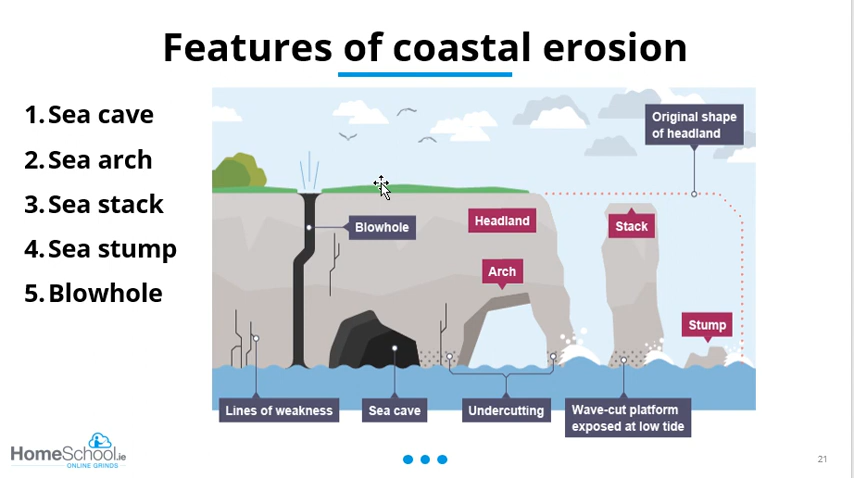 Features of coastal erosion
1. Sea cave
2. Sea arch
3. Sea stack
4. Sea stump
5. Blowhole
Original shape
of headland
Blowhole
Headland
Stack
Arch
Stump
Lines of weakness
Sea cave
Undercutting
Wave-cut platform
exposed at low tide
HomeSchool.ie
ONLINE GRINDS
21